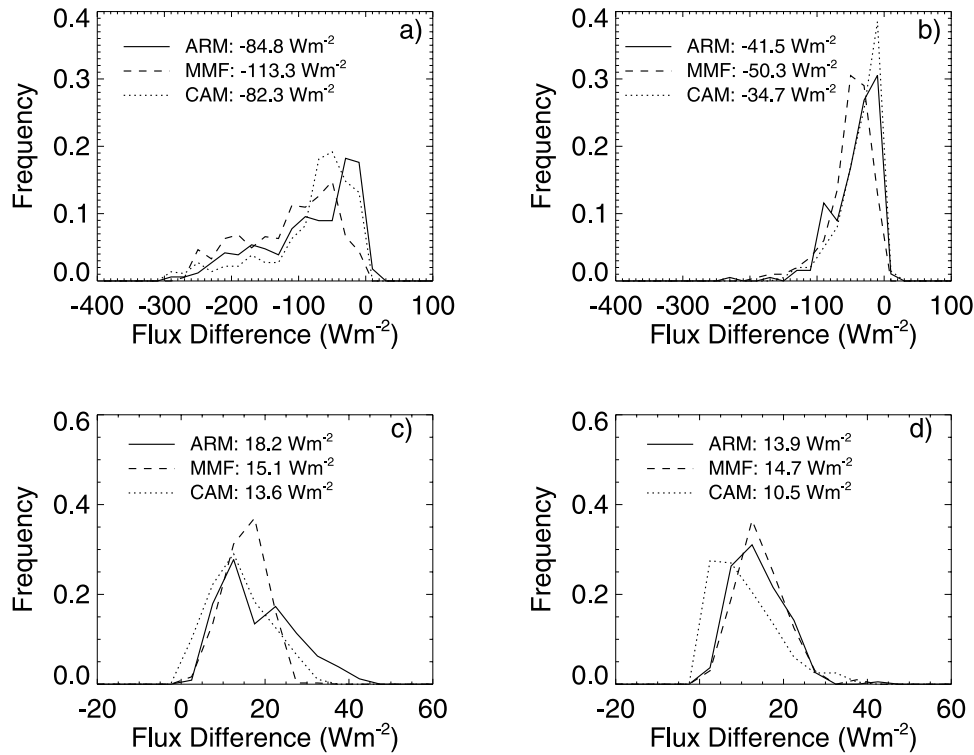 a)
ARM: -84.8 Wm-2
MMF: -113.3 Wm-2
CAM: -82.3 Wm-2
Frequency
0.4
0.3
0.2
0.1
0.0
-400 -300 -200 -100 0 100
Flux Difference (Wm-2)
b)
ARM: -41.5 Wm-2
MMF: -50.3 Wm-2
CAM: -34.7 Wm-2
Frequency
0.4
0.3
0.2
0.1
0.0
-400 -300 -200 -100 0 100
Flux Difference (Wm-2)
c)
ARM: 18.2 Wm-2
MMF: 15.1 Wm-2
CAM: 13.6 Wm-2
Frequency
0.6
0.4
0.2
0.0
-20 0 20 40 60
Flux Difference (Wm-2)
d)
ARM: 13.9 Wm-2
MMF: 14.7 Wm-2
CAM: 10.5 Wm-2
Frequency
0.6
0.4
0.2
0.0
-20 0 20 40 60
Flux Difference (Wm-2)